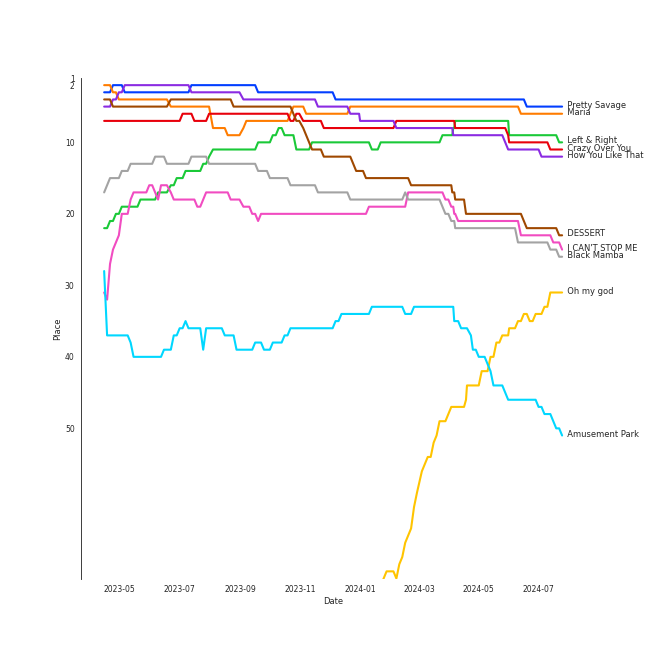 1
2
10
20
30
40
50
Place
2023-05
2023-07
2023-09
2023-11
2024-01
2024-03
2024-05
2024-07
Date
Pretty Savage
Maria
Left & Right
Crazy Over You
How You Like That
DESSERT
I CAN'T STOP ME
Black Mamba
Oh my god
Amusement Park